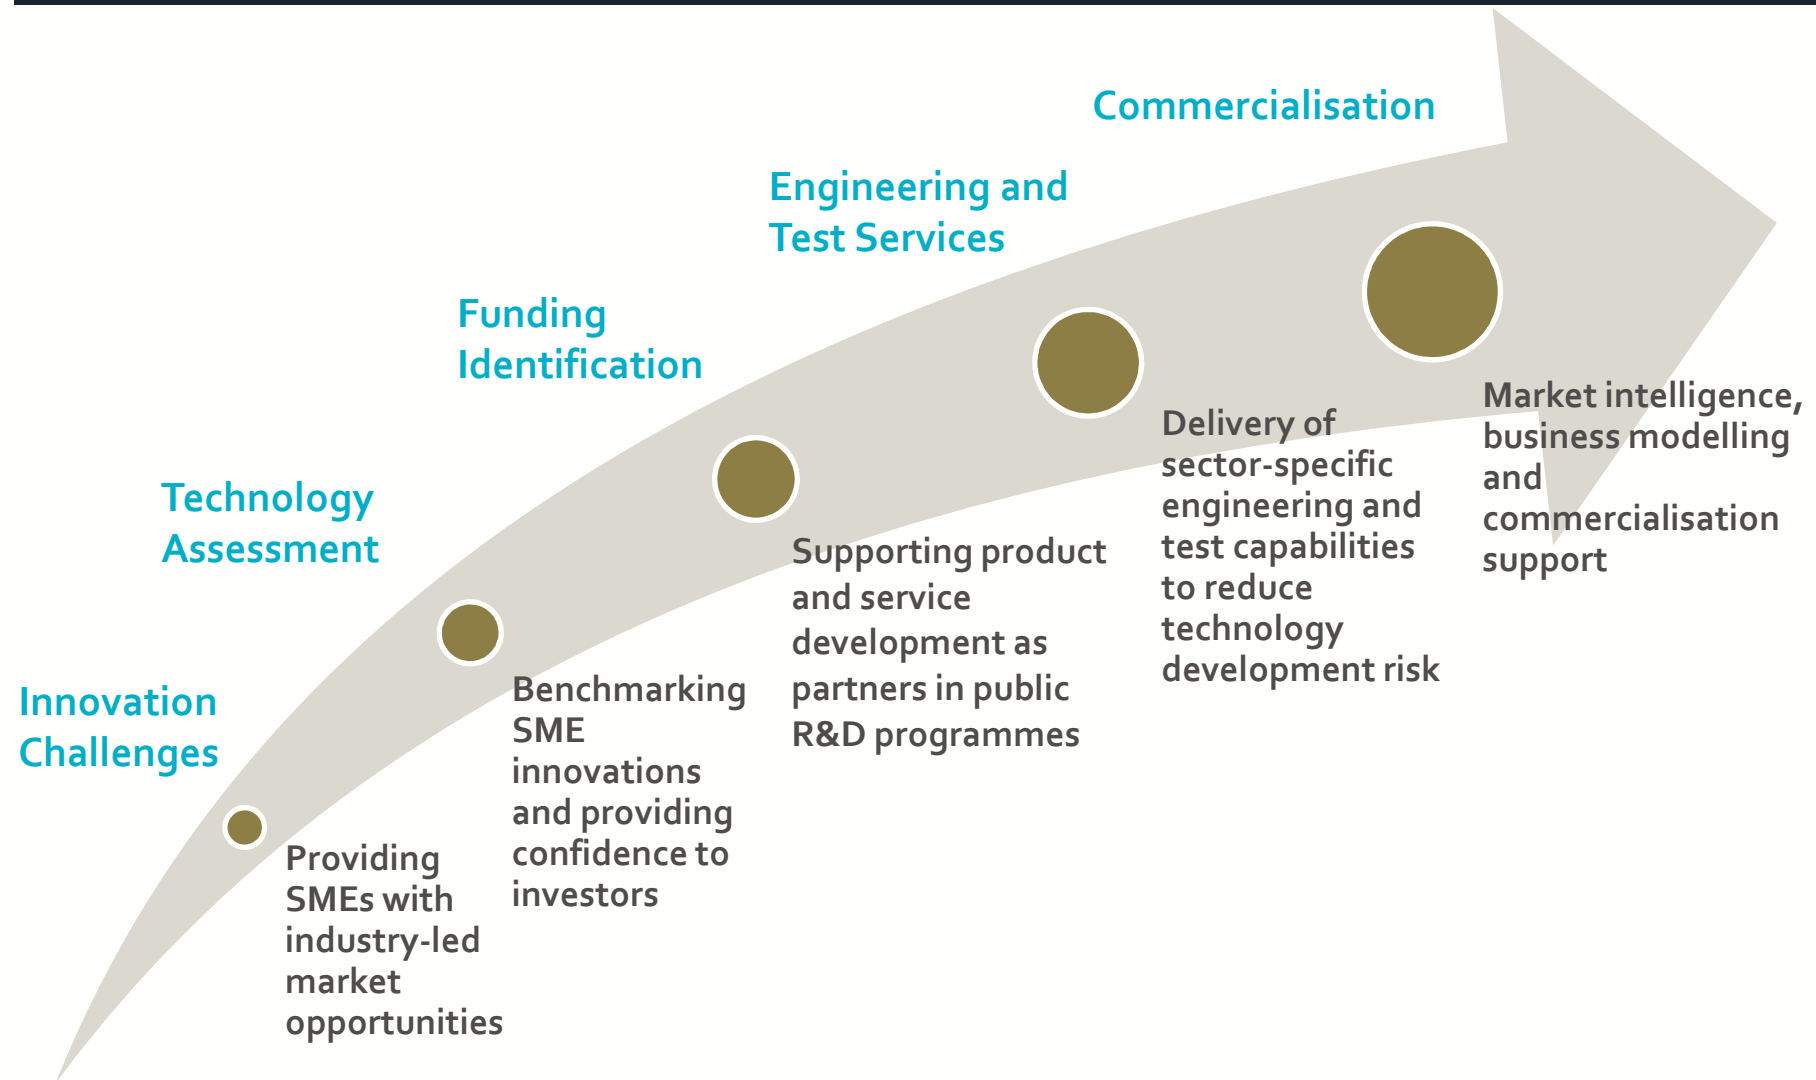 Commercialisation
Engineering and
Test Services
Funding
Identification
Technology
Assessment
Innovation
Challenges
Providing
SMEs with
industry-led
market
opportunities
Benchmarking
SME
innovations
and providing
confidence to
investors
Supporting product
and service
development as
partners in public
R&D programmes
Delivery of
sector-specific
engineering and
test capabilities
to reduce
technology
development risk
Market intelligence,
business modelling
and
commercialisation
support